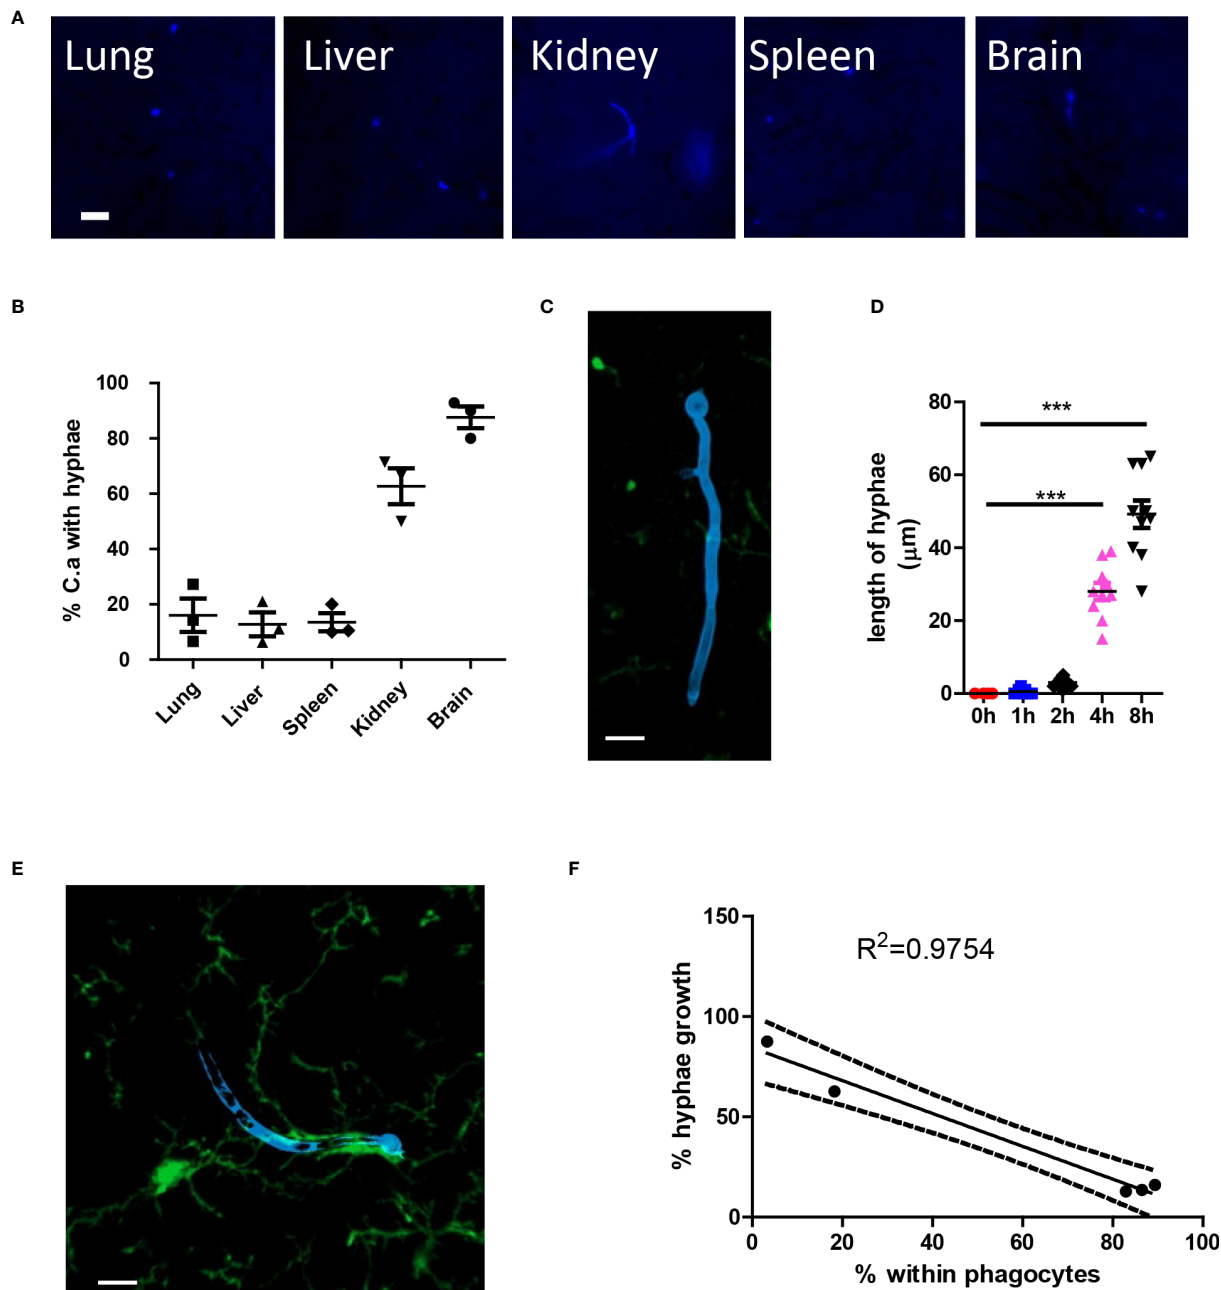 A
Lung Liver Kidney Spleen Brain
B
% C.a with hyphae
100
80
60
40
20
0
Lung Liver Spleen Kidney Brain
C
D
length of hyphae
(μm)
80
60
40
20
0
***
***
0h 1h 2h 4h 8h
E
F
% hyphae growth
150
100
50
0
R²=0.9754
0 20 40 60 80 100
% within phagocytes